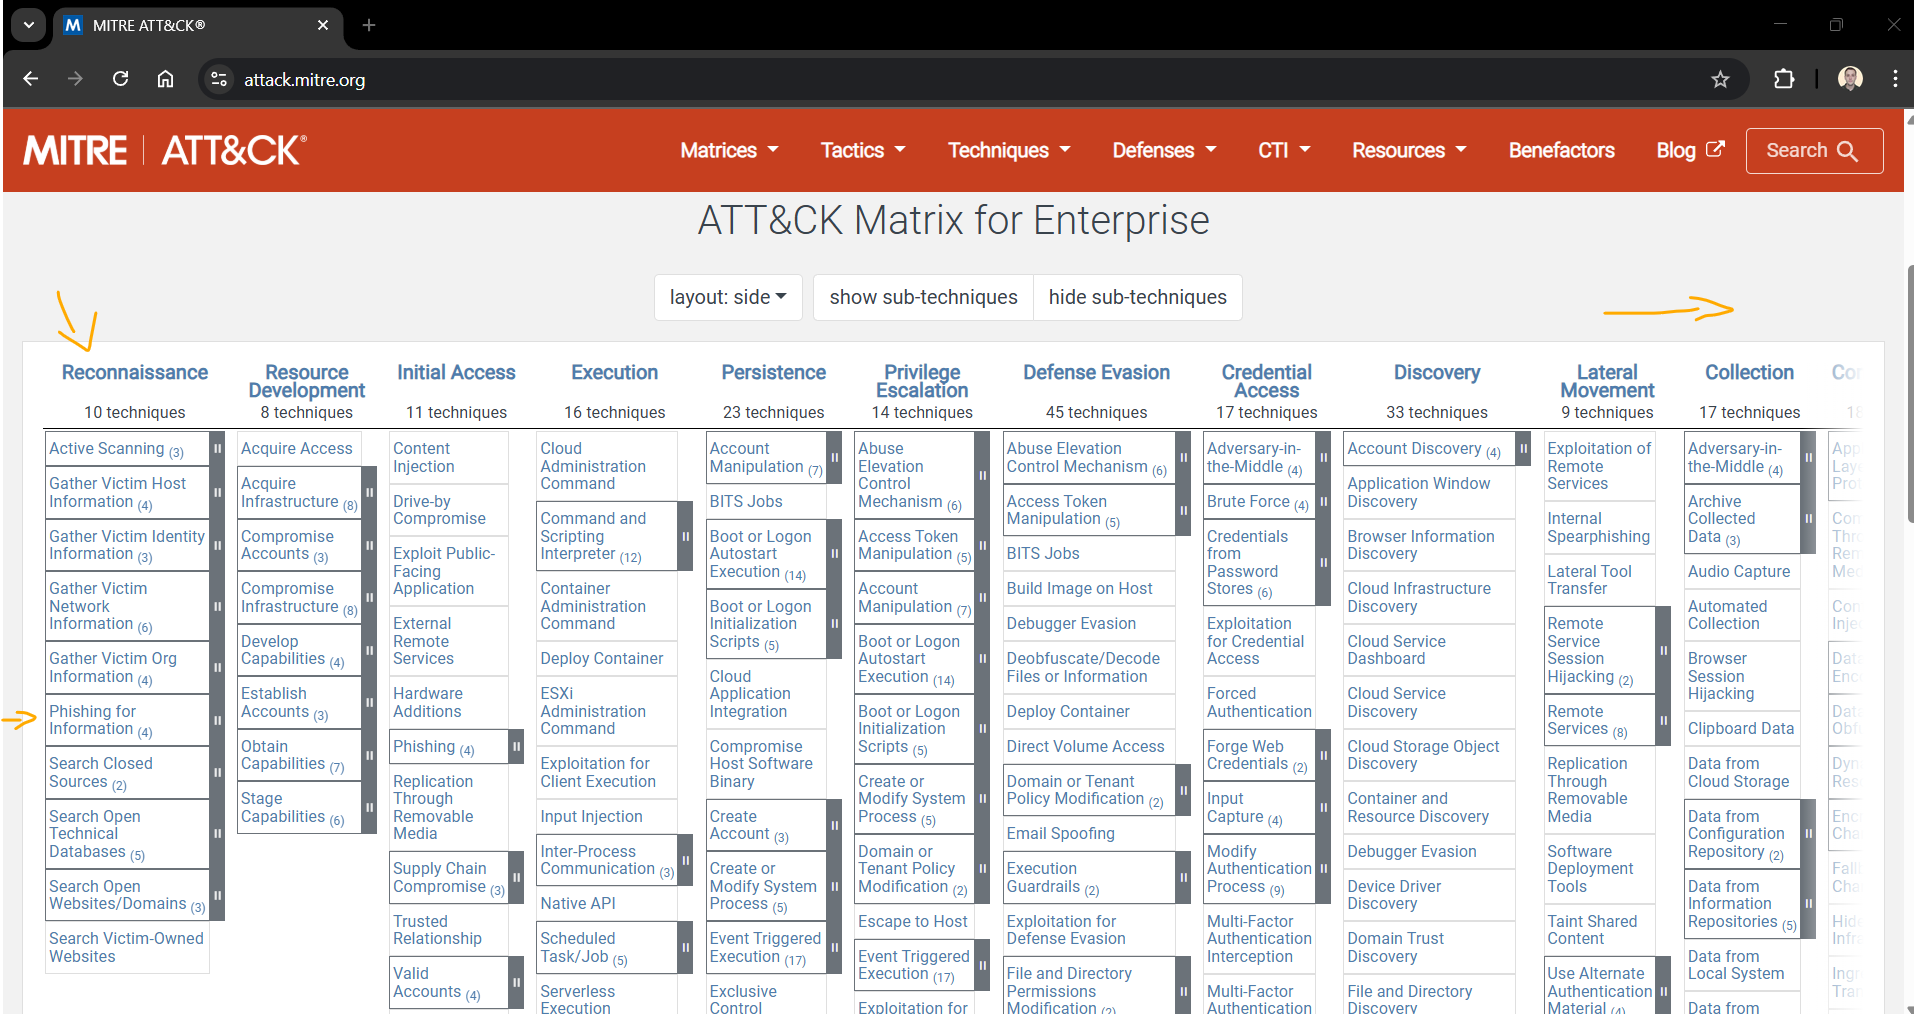 MITRE ATT&CK®
attack.mitre.org
MITRE | ATT&CK®
Matrices
Tactics
Techniques
Defenses
CTI
Resources
Benefactors
Blog
Search
ATT&CK Matrix for Enterprise
layout: side
show sub-techniques
hide sub-techniques
Reconnaissance
10 techniques
Active Scanning (3)
Gather Victim Host
Information (4)
Gather Victim Identity
Information (3)
Gather Victim
Network
Information (6)
Gather Victim Org
Information (4)
Phishing for
Information (4)
Search Closed
Sources (2)
Search Open
Technical
Databases (5)
Search Open
Websites/Domains (3)
Search Victim-Owned
Websites
Resource
Development
8 techniques
Acquire Access
Acquire
Infrastructure (8)
Compromise
Accounts (3)
Compromise
Infrastructure (8)
Develop
Capabilities (4)
Establish
Accounts (3)
Obtain
Capabilities (7)
Stage
Capabilities (6)
Initial Access
11 techniques
Content
Injection
Drive-by
Compromise
Exploit Public-
Facing
Application
External
Remote
Services
Hardware
Additions
Phishing (4)
Replication
Through
Removable
Media
Supply Chain
Compromise (3)
Trusted
Relationship
Valid
Accounts (4)
Execution
16 techniques
Cloud
Administration
Command
Command and
Scripting
Interpreter (12)
Container
Administration
Command
Deploy Container
ESXi
Administration
Command
Exploitation for
Client Execution
Input Injection
Inter-Process
Communication (3)
Native API
Scheduled
Task/Job (5)
Serverless
Execution
Persistence
23 techniques
Account
Manipulation (7)
BITS Jobs
Boot or Logon
Autostart
Execution (14)
Boot or Logon
Initialization
Scripts (5)
Cloud
Application
Integration
Compromise
Host Software
Binary
Create
Account (3)
Create or
Modify System
Process (5)
Event Triggered
Execution (17)
Exclusive
Control
Privilege
Escalation
14 techniques
Abuse
Elevation
Control
Mechanism (6)
Access Token
Manipulation (5)
Account
Manipulation (7)
Boot or Logon
Autostart
Execution (14)
Boot or Logon
Initialization
Scripts (5)
Create or
Modify System
Process (5)
Domain or
Tenant Policy
Modification (2)
Escape to Host
Event Triggered
Execution (17)
Exploitation for
Defense Evasion
45 techniques
Abuse Elevation
Control Mechanism (6)
Access Token
Manipulation (5)
BITS Jobs
Build Image on Host
Debugger Evasion
Deobfuscate/Decode
Files or Information
Deploy Container
Direct Volume Access
Domain or Tenant
Policy Modification (2)
Email Spoofing
Execution
Guardrails (2)
Exploitation for
Defense Evasion
File and Directory
Permissions
Modification (2)
Credential
Access
17 techniques
Adversary-in-
the-Middle (4)
Brute Force (4)
Credentials
from
Password
Stores (6)
Exploitation
for Credential
Access
Forced
Authentication
Forge Web
Credentials (2)
Input
Capture (4)
Modify
Authentication
Process (9)
Multi-Factor
Authentication
Interception
Multi-Factor
Authentication
Discovery
33 techniques
Account Discovery (4)
Application Window
Discovery
Browser Information
Discovery
Cloud Infrastructure
Discovery
Cloud Service
Dashboard
Cloud Service
Discovery
Cloud Storage Object
Discovery
Container and
Resource Discovery
Debugger Evasion
Device Driver
Discovery
Domain Trust
Discovery
File and Directory
Discovery
Lateral
Movement
9 techniques
Exploitation of
Remote
Services
Internal
Spearphishing
Lateral Tool
Transfer
Remote
Service
Session
Hijacking (2)
Remote
Services (8)
Replication
Through
Removable
Media
Software
Deployment
Tools
Taint Shared
Content
Use Alternate
Authentication
Material (4)
Collection
17 techniques
Adversary-in-
the-Middle (4)
Archive
Collected
Data (3)
Audio Capture
Automated
Collection
Browser
Session
Hijacking
Clipboard Data
Data from
Cloud Storage
Data from
Configuration
Repository (2)
Data from
Information
Repositories (5)
Data from
Local System
Data from